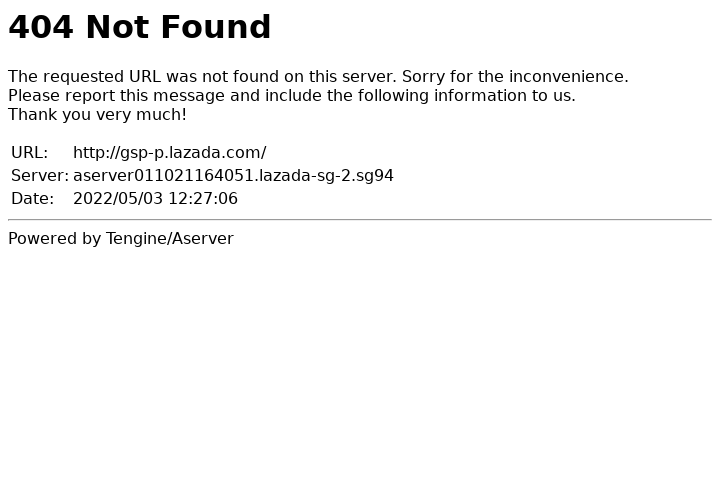 404 Not Found
The requested URL was not found on this server. Sorry for the inconvenience.
Please report this message and include the following information to us.
Thank you very much!
URL: http://gsp-p.lazada.com/
Server: aserver011021164051.lazada-sg-2.sg94
Date: 2022/05/03 12:27:06
Powered by Tengine/Aserver